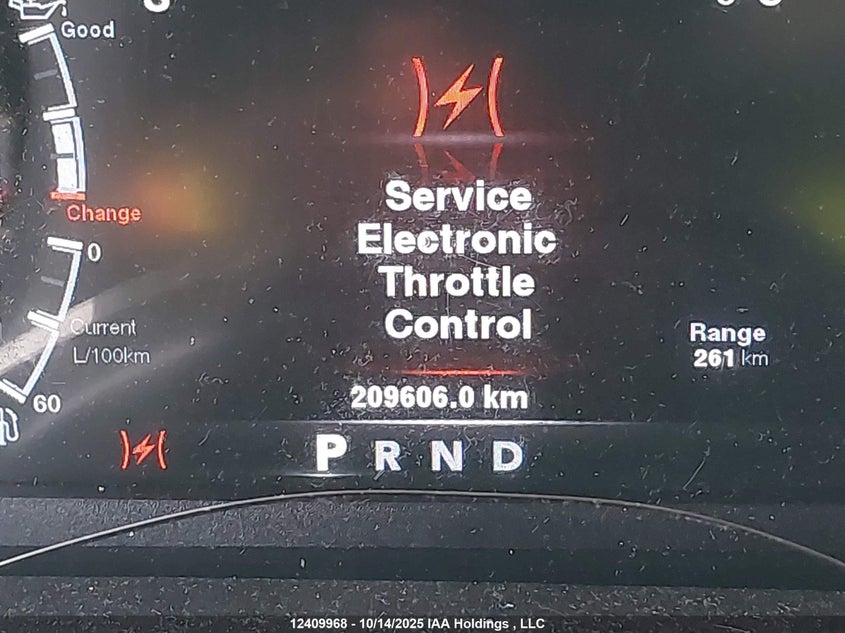 Good
Change
0
Current
L/100km
60
Service
Electronic
Throttle
Control
209606.0 km
Range
261 km
P R N D
12409968 - 10/14/2025 IAA Holdings , LLC